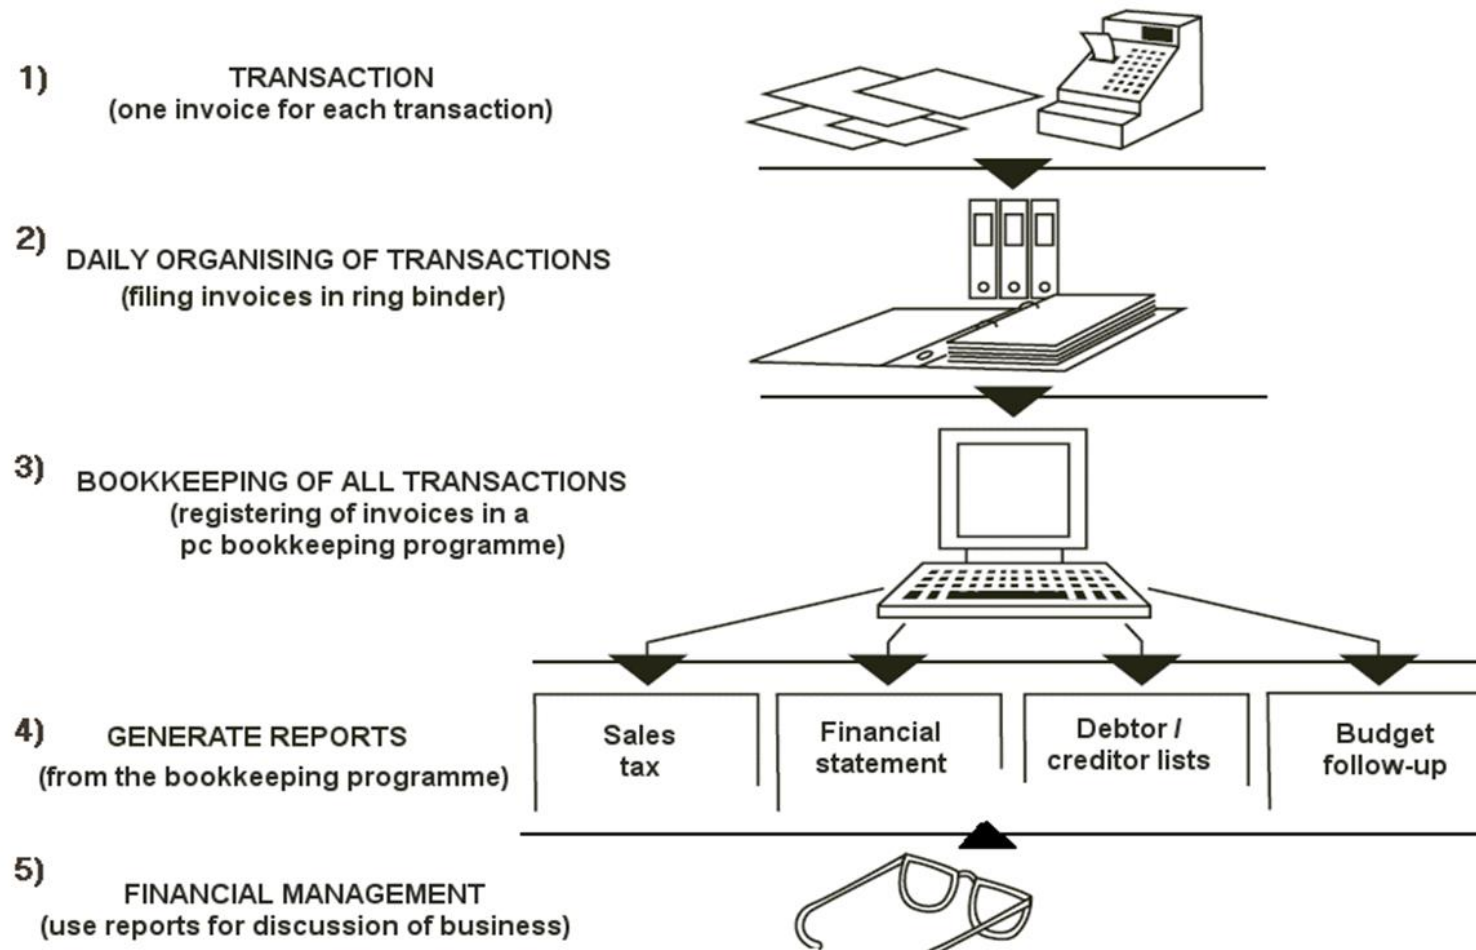 1)
TRANSACTION
(one invoice for each transaction)
2)
DAILY ORGANISING OF TRANSACTIONS
(filing invoices in ring binder)
3)
BOOKKEEPING OF ALL TRANSACTIONS
(registering of invoices in a
pc bookkeeping programme)
4)
GENERATE REPORTS
(from the bookkeeping programme)
Sales
tax
Financial
statement
Debtor /
creditor lists
Budget
follow-up
5)
FINANCIAL MANAGEMENT
(use reports for discussion of business)